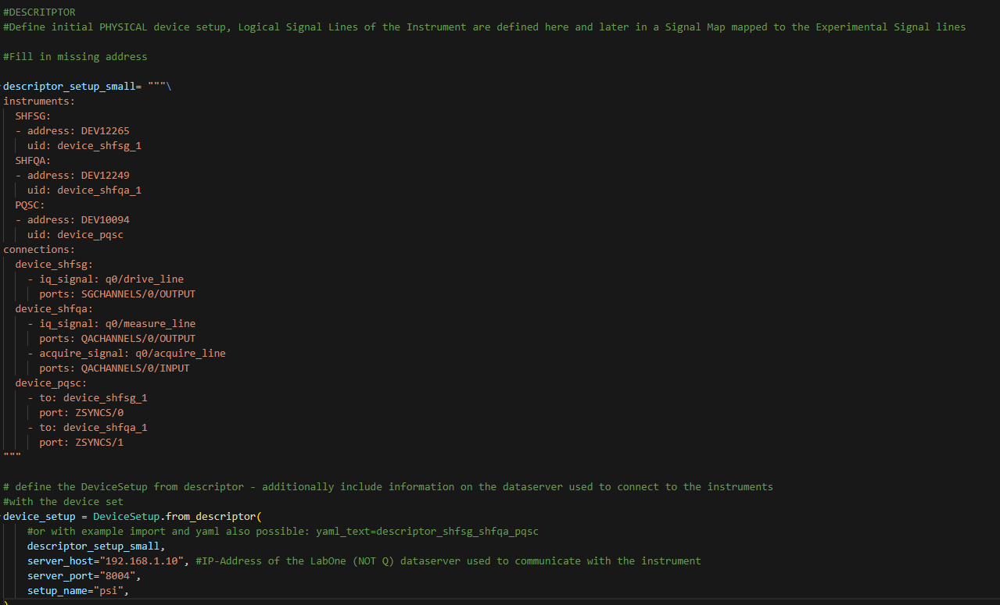 #DESCRITPTOR
#Define initial PHYSICAL device setup, Logical Signal Lines of the Instrument are defined here and later in a Signal Map mapped to the Experimental Signal lines
#Fill in missing address
descriptor_setup_small= """\
instruments:
  SHFSG:
  - address: DEV12265
    uid: device_shfsg_1
  SHFQA:
  - address: DEV12249
    uid: device_shfqa_1
  PQSC:
  - address: DEV10094
    uid: device_pqsc
connections:
  device_shfsg:
    - iq_signal: q0/drive_line
      ports: SGCHANNELS/0/OUTPUT
  device_shfqa:
    - iq_signal: q0/measure_line
      ports: QACHANNELS/0/OUTPUT
    - acquire_signal: q0/acquire_line
      ports: QACHANNELS/0/INPUT
  device_pqsc:
    - to: device_shfsg_1
      port: ZSYNCS/0
    - to: device_shfqa_1
      port: ZSYNCS/1
"""
# define the DeviceSetup from descriptor - additionally include information on the dataserver used to connect to the instruments
#with the device set
device_setup = DeviceSetup.from_descriptor(
    #or with example import and yaml also possible: yaml_text=descriptor_shfsg_shfqa_pqsc
    descriptor_setup_small,
    server_host="192.168.1.10", #IP-Address of the LabOne (NOT Q) dataserver used to communicate with the instrument
    server_port="8004",
    setup_name="psi",
)